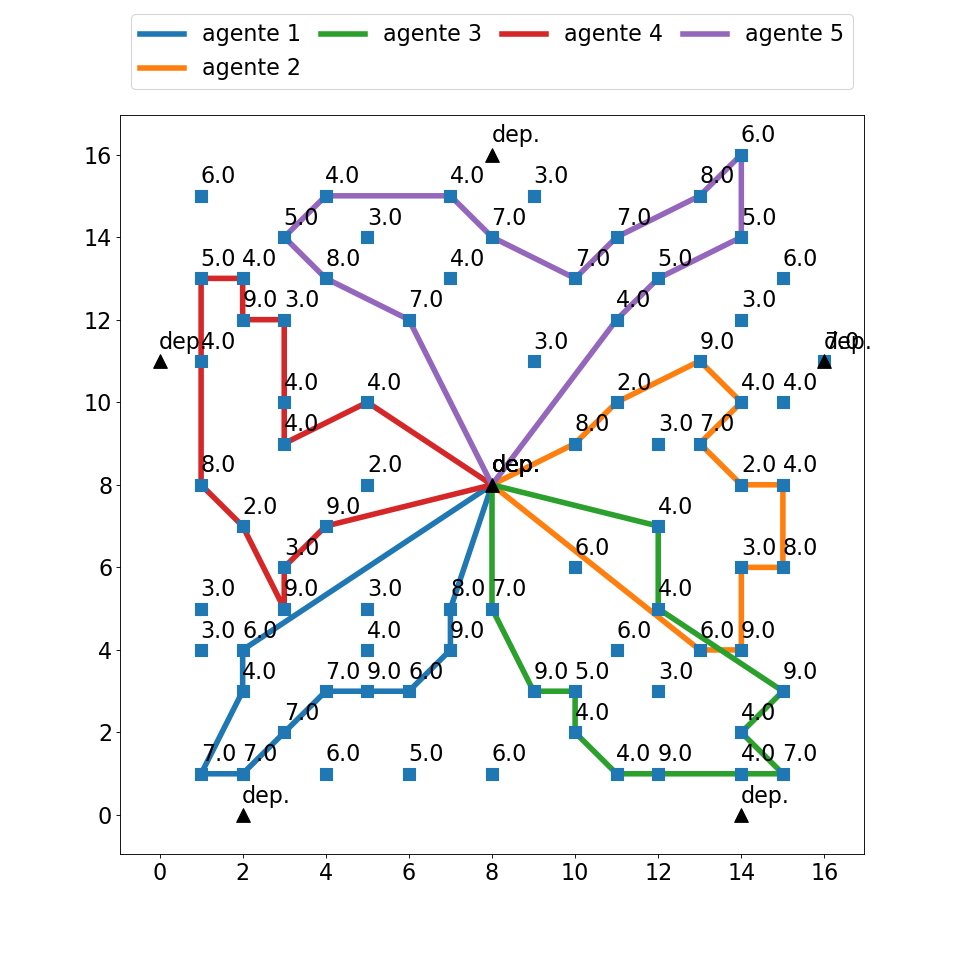 agente 1 agente 3 agente 4 agente 5
agente 2
dep. 6.0
16
6.0 4.0 4.0 3.0 8.0
5.0 3.0 7.0 7.0 5.0
14
5.0 4.0 8.0 4.0 7.0 5.0 6.0
9.0 3.0 7.0 4.0 3.0
12
dep. 4.0 3.0 9.0 7.0 dep.
4.0 4.0 2.0 4.0 4.0
10
4.0 8.0 3.0 7.0
8.0 2.0 dep. 2.0 4.0
8
2.0 9.0 4.0
3.0 6.0 3.0 8.0
6
3.0 9.0 3.0 8.0 7.0 4.0
3.0 6.0 4.0 9.0 6.0 6.0 9.0
4
4.0 7.0 9.0 6.0 9.0 5.0 3.0 9.0
7.0 4.0 4.0
2
7.0 7.0 6.0 5.0 6.0 4.0 9.0 4.0 7.0
dep. dep.
0
0 2 4 6 8 10 12 14 16